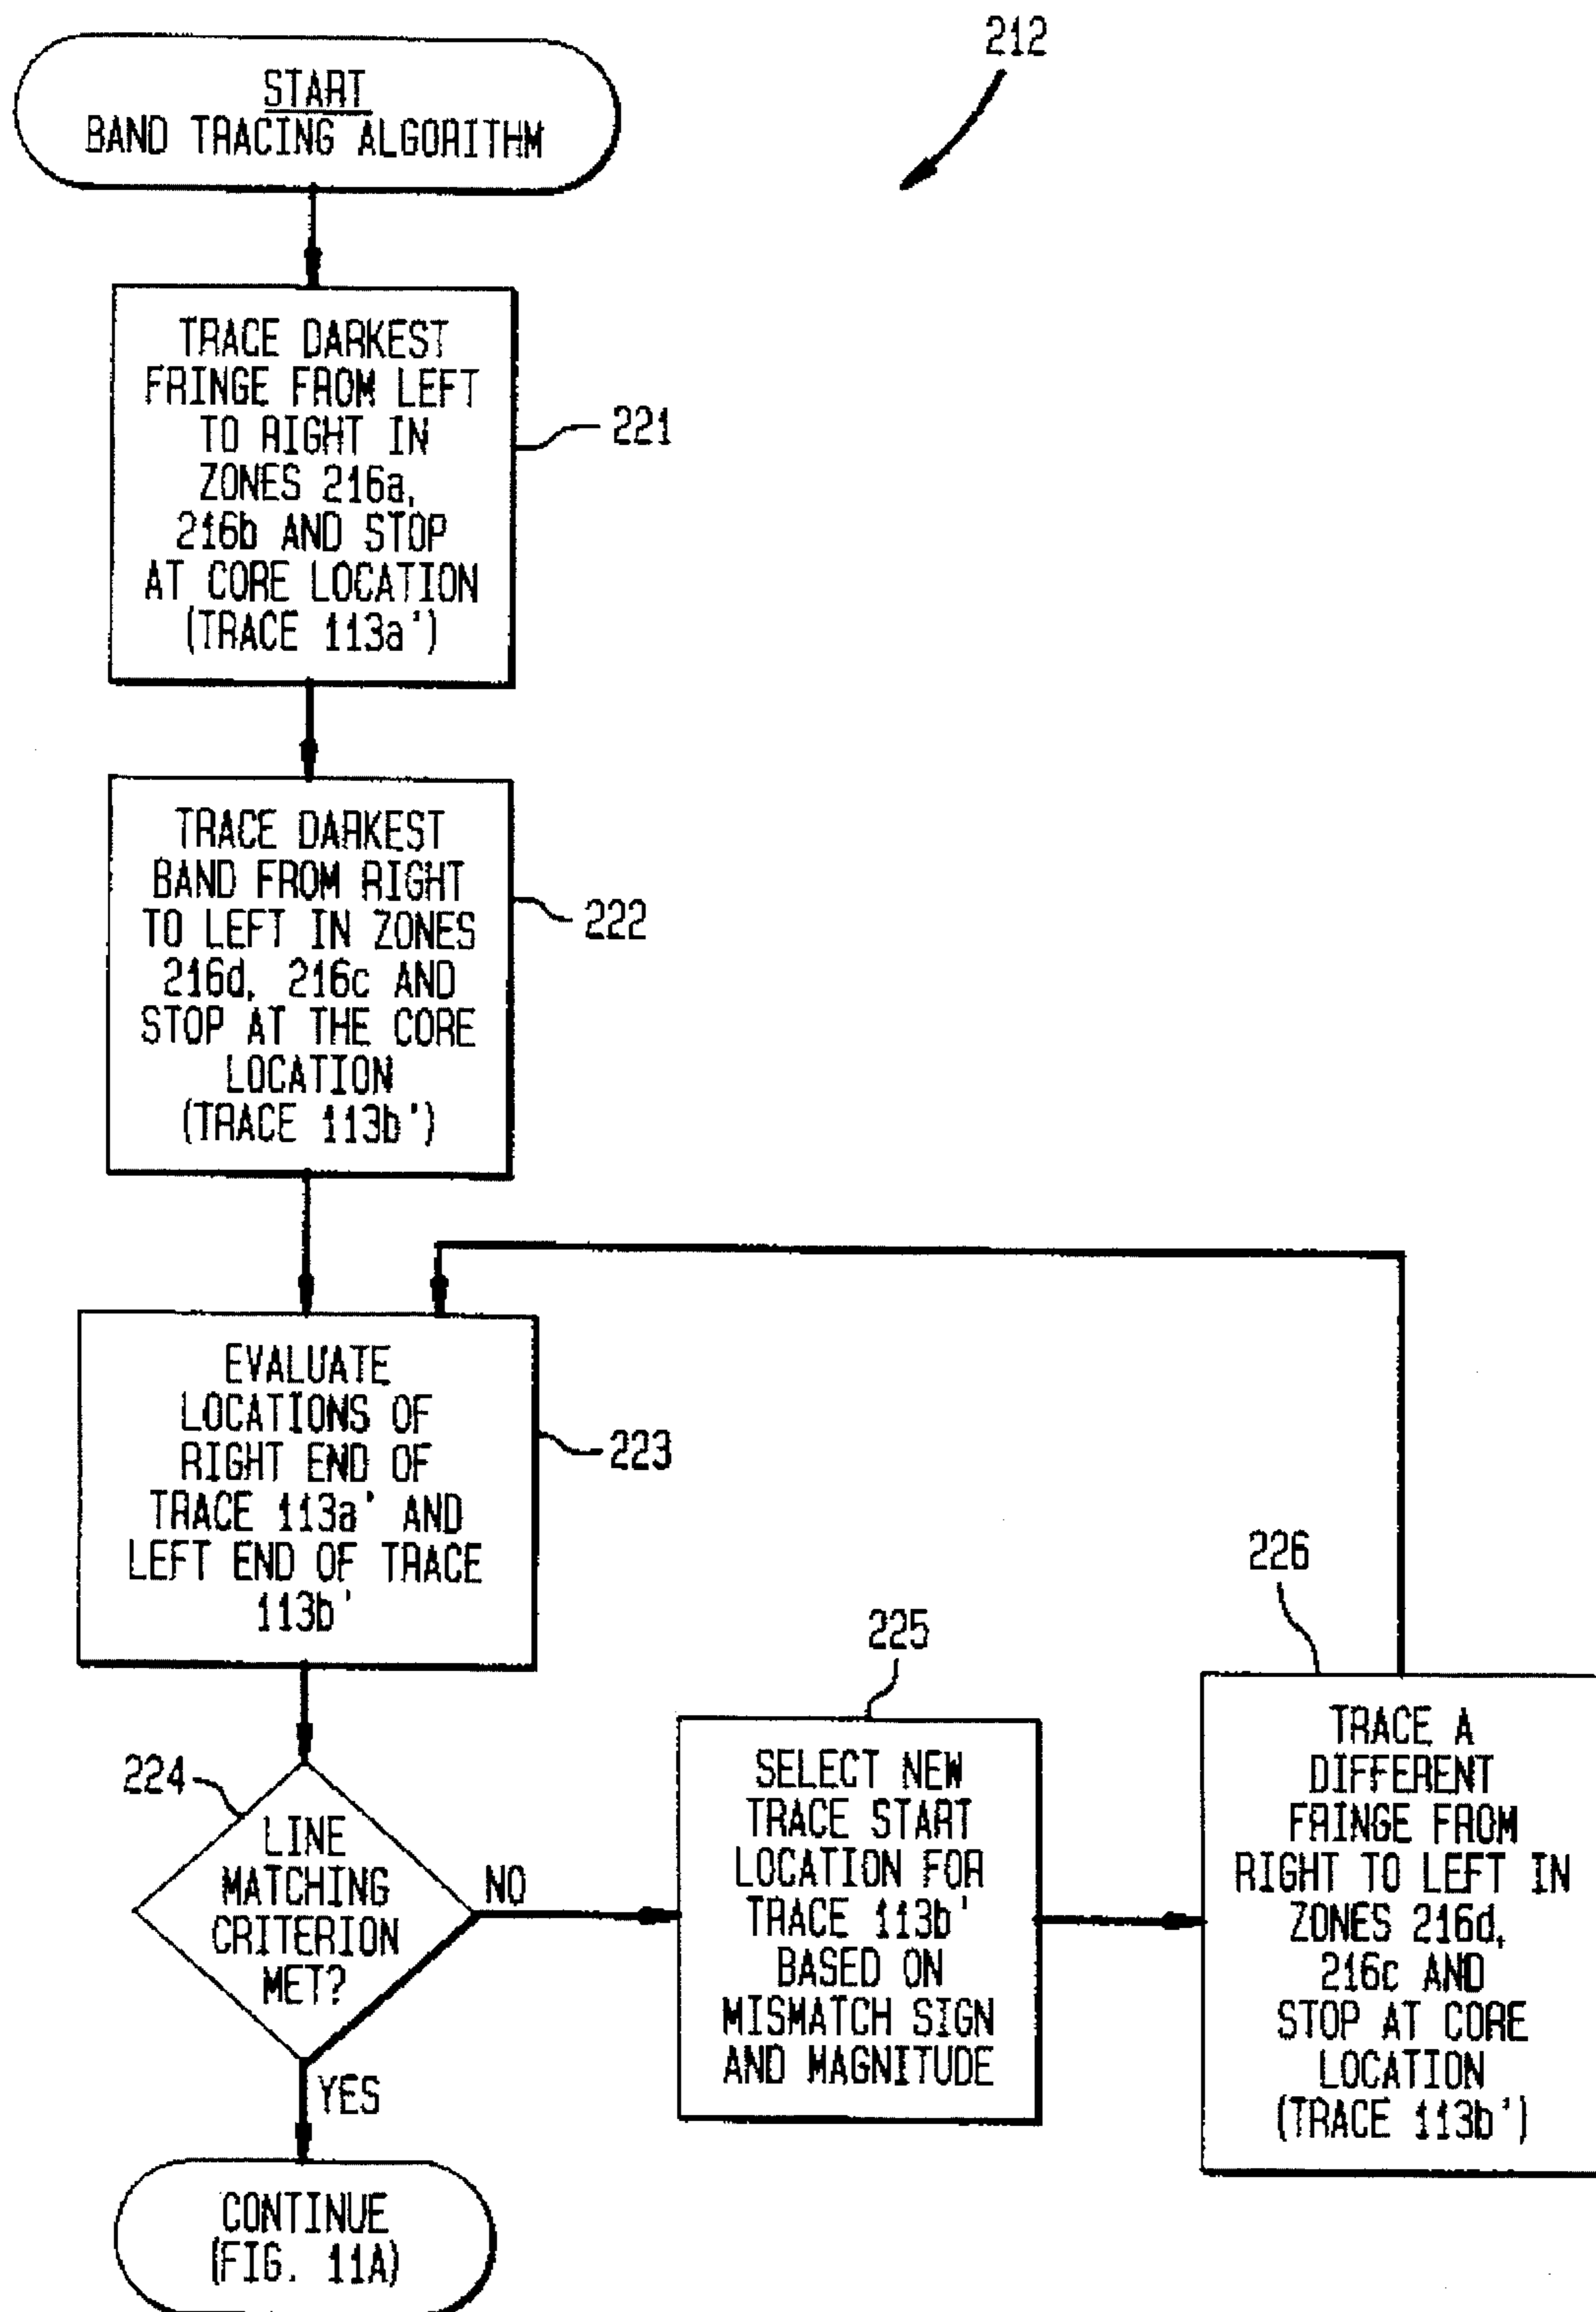 212
START
BAND TRACING ALGORITHM
TRACE DARKEST
FRINGE FROM LEFT
TO RIGHT IN
ZONES 216a,
216b AND STOP
AT CORE LOCATION
(TRACE 113a')
221
TRACE DARKEST
BAND FROM RIGHT
TO LEFT IN ZONES
216d, 216c AND
STOP AT THE CORE
LOCATION
(TRACE 113b')
222
EVALUATE
LOCATIONS OF
RIGHT END OF
TRACE 113a' AND
LEFT END OF TRACE
113b'
223
224
LINE
MATCHING
CRITERION
MET?
NO
YES
225
SELECT NEW
TRACE START
LOCATION FOR
TRACE 113b'
BASED ON
MISMATCH SIGN
AND MAGNITUDE
226
TRACE A
DIFFERENT
FRINGE FROM
RIGHT TO LEFT IN
ZONES 216d,
216c AND
STOP AT CORE
LOCATION
(TRACE 113b')
CONTINUE
(FIG. 11A)